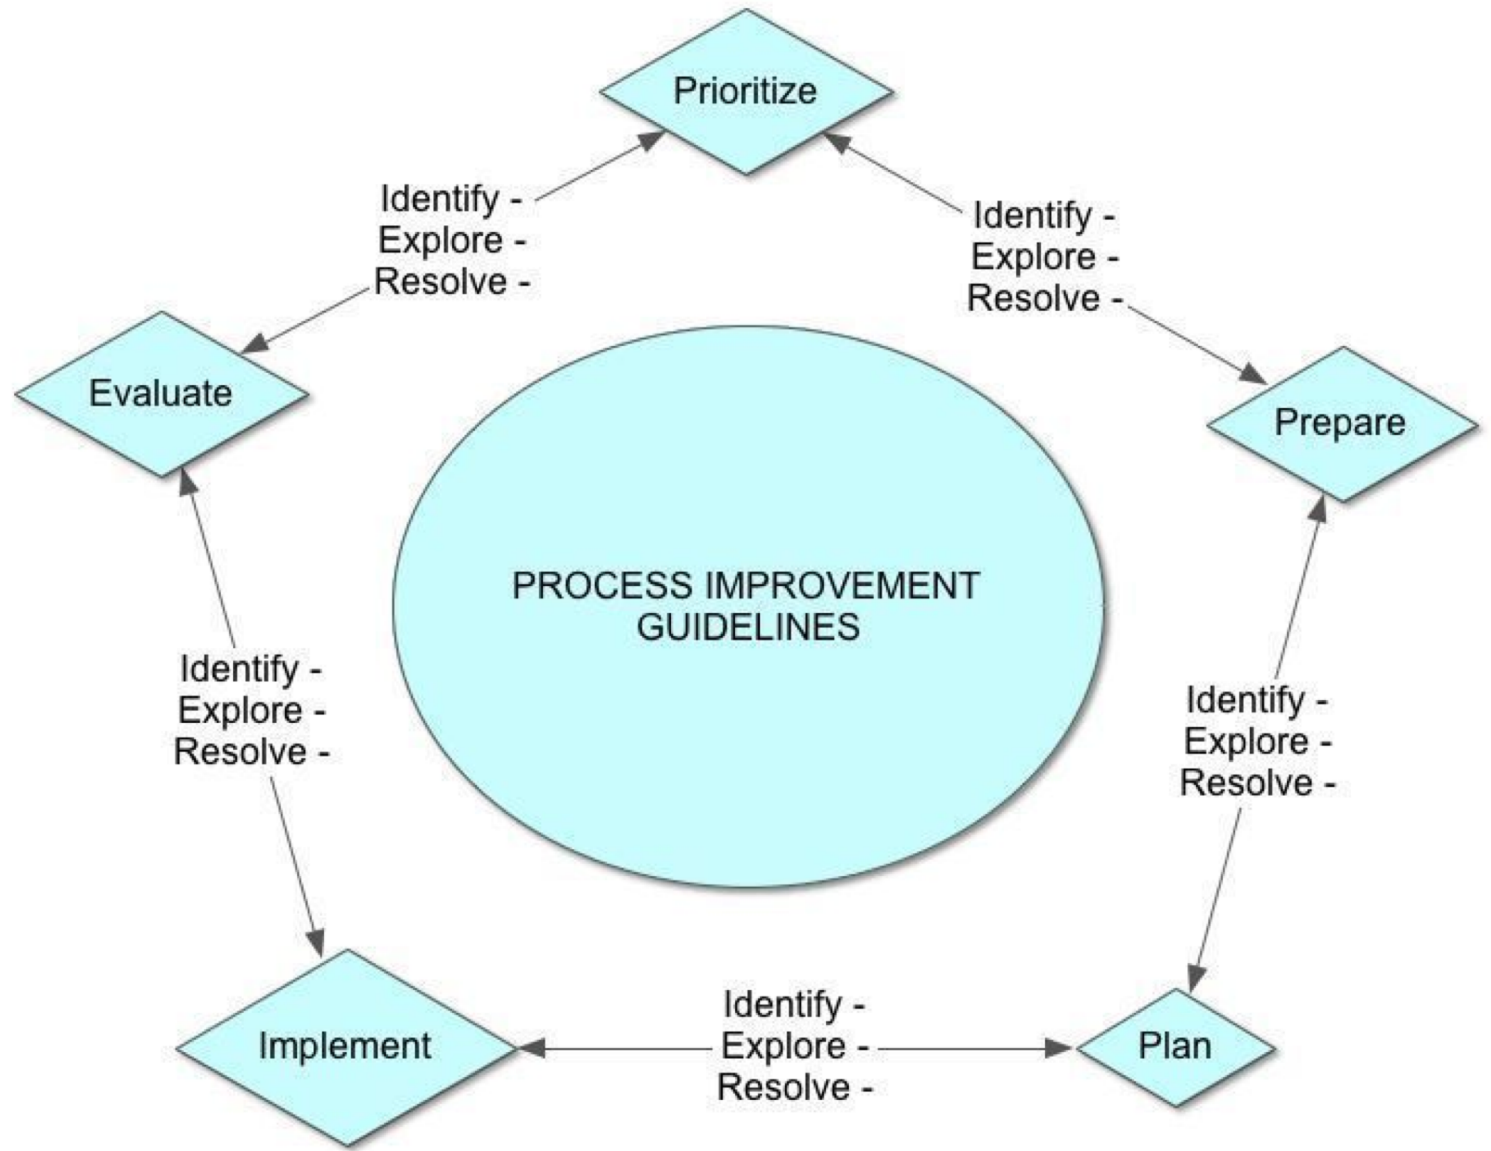 Prioritize
Identify -
Explore -
Resolve -
Identify -
Explore -
Resolve -
Evaluate
Prepare
PROCESS IMPROVEMENT
GUIDELINES
Identify -
Explore -
Resolve -
Identify -
Explore -
Resolve -
Implement
Identify -
Explore -
Resolve -
Plan